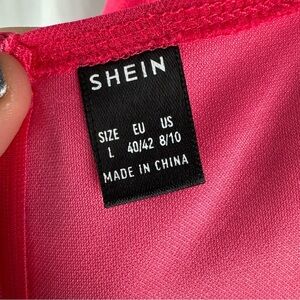 SHEIN
SIZE EU US
L 40/42 8/10
MADE IN CHINA